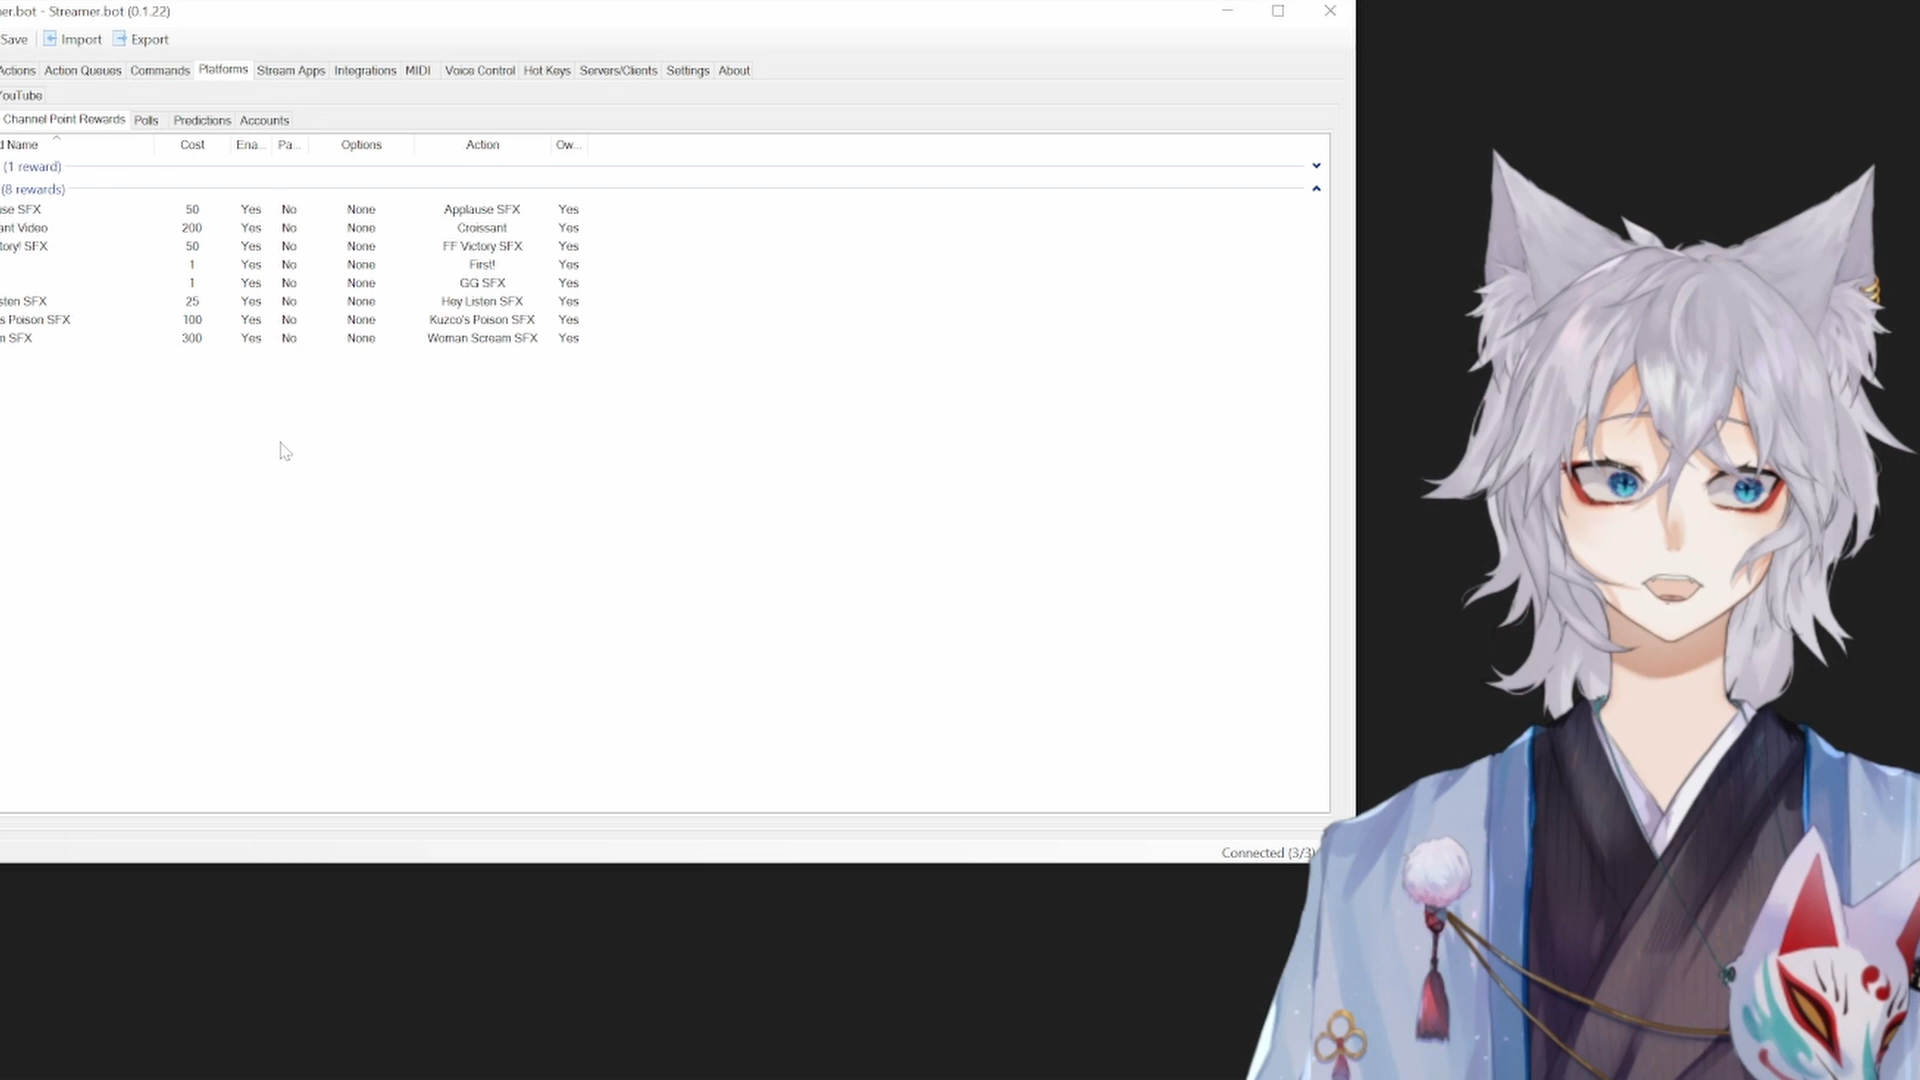 er.bot - Streamer.bot (0.1.22)
Save Import Export
Actions Action Queues Commands Platforms Stream Apps Integrations MIDI Voice Control Hot Keys Servers/Clients Settings About
YouTube
Channel Point Rewards Polls Predictions Accounts
d Name Cost Ena... Pa... Options Action Ow...
(1 reward)
(8 rewards)
use SFX 50 Yes No None Applause SFX Yes
ant Video 200 Yes No None Croissant Yes
tory! SFX 50 Yes No None FF Victory SFX Yes
1 Yes No None First! Yes
1 Yes No None GG SFX Yes
sten SFX 25 Yes No None Hey Listen SFX Yes
s Poison SFX 100 Yes No None Kuzco's Poison SFX Yes
m SFX 300 Yes No None Woman Scream SFX Yes
Connected (3/3)